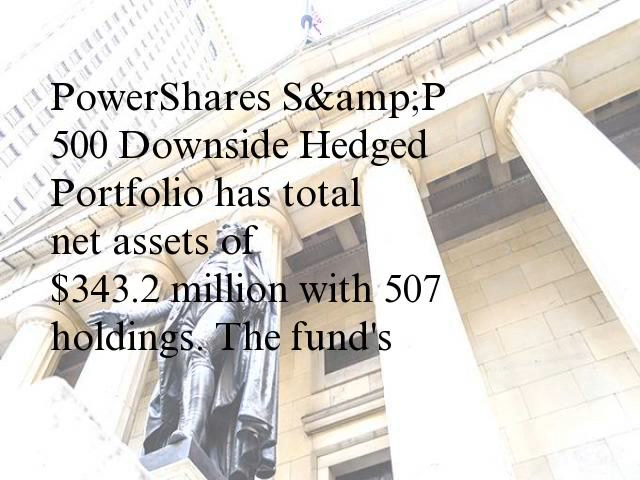 PowerShares S&amp;P
500 Downside Hedged
Portfolio has total
net assets of
$343.2 million with 507
holdings. The fund's